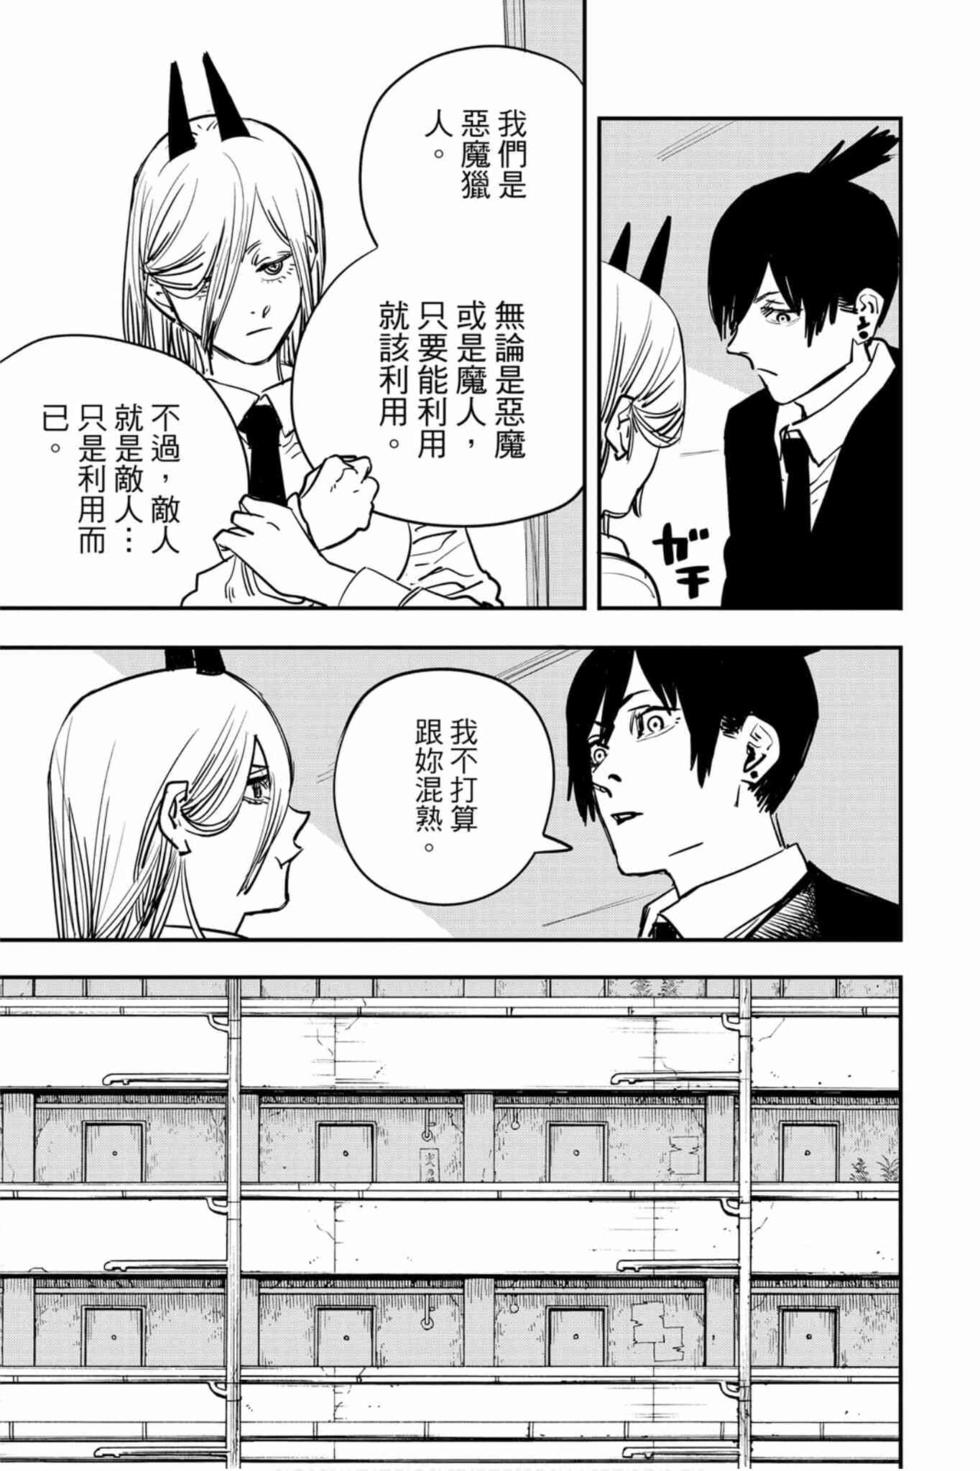 ガチ
我們是
惡魔獵
人。
無論是惡魔
或是魔人，
只要能利用
就該利用。
不過，敵人
就是敵人…
只是利用而
已。
我不打算
跟妳混熟。